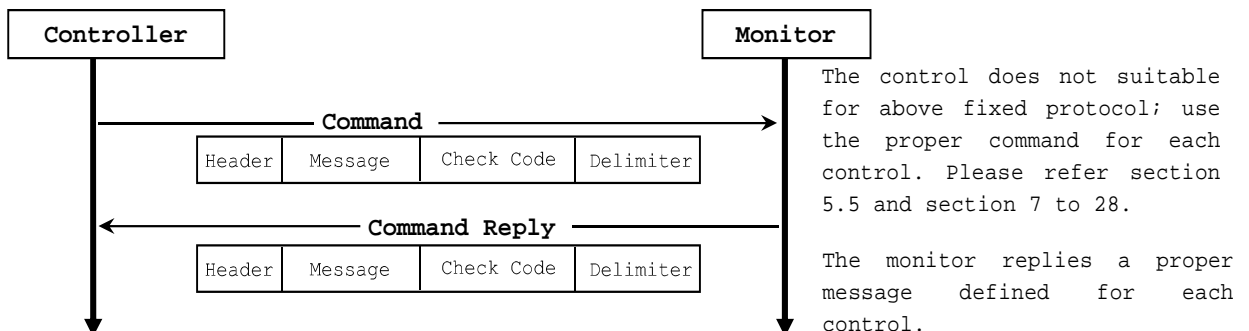 Controller
Monitor
Command
Header Message Check Code Delimiter
Command Reply
Header Message Check Code Delimiter
The control does not suitable
for above fixed protocol; use
the proper command for each
control. Please refer section
5.5 and section 7 to 28.
The monitor replies a proper
message defined for each
control.